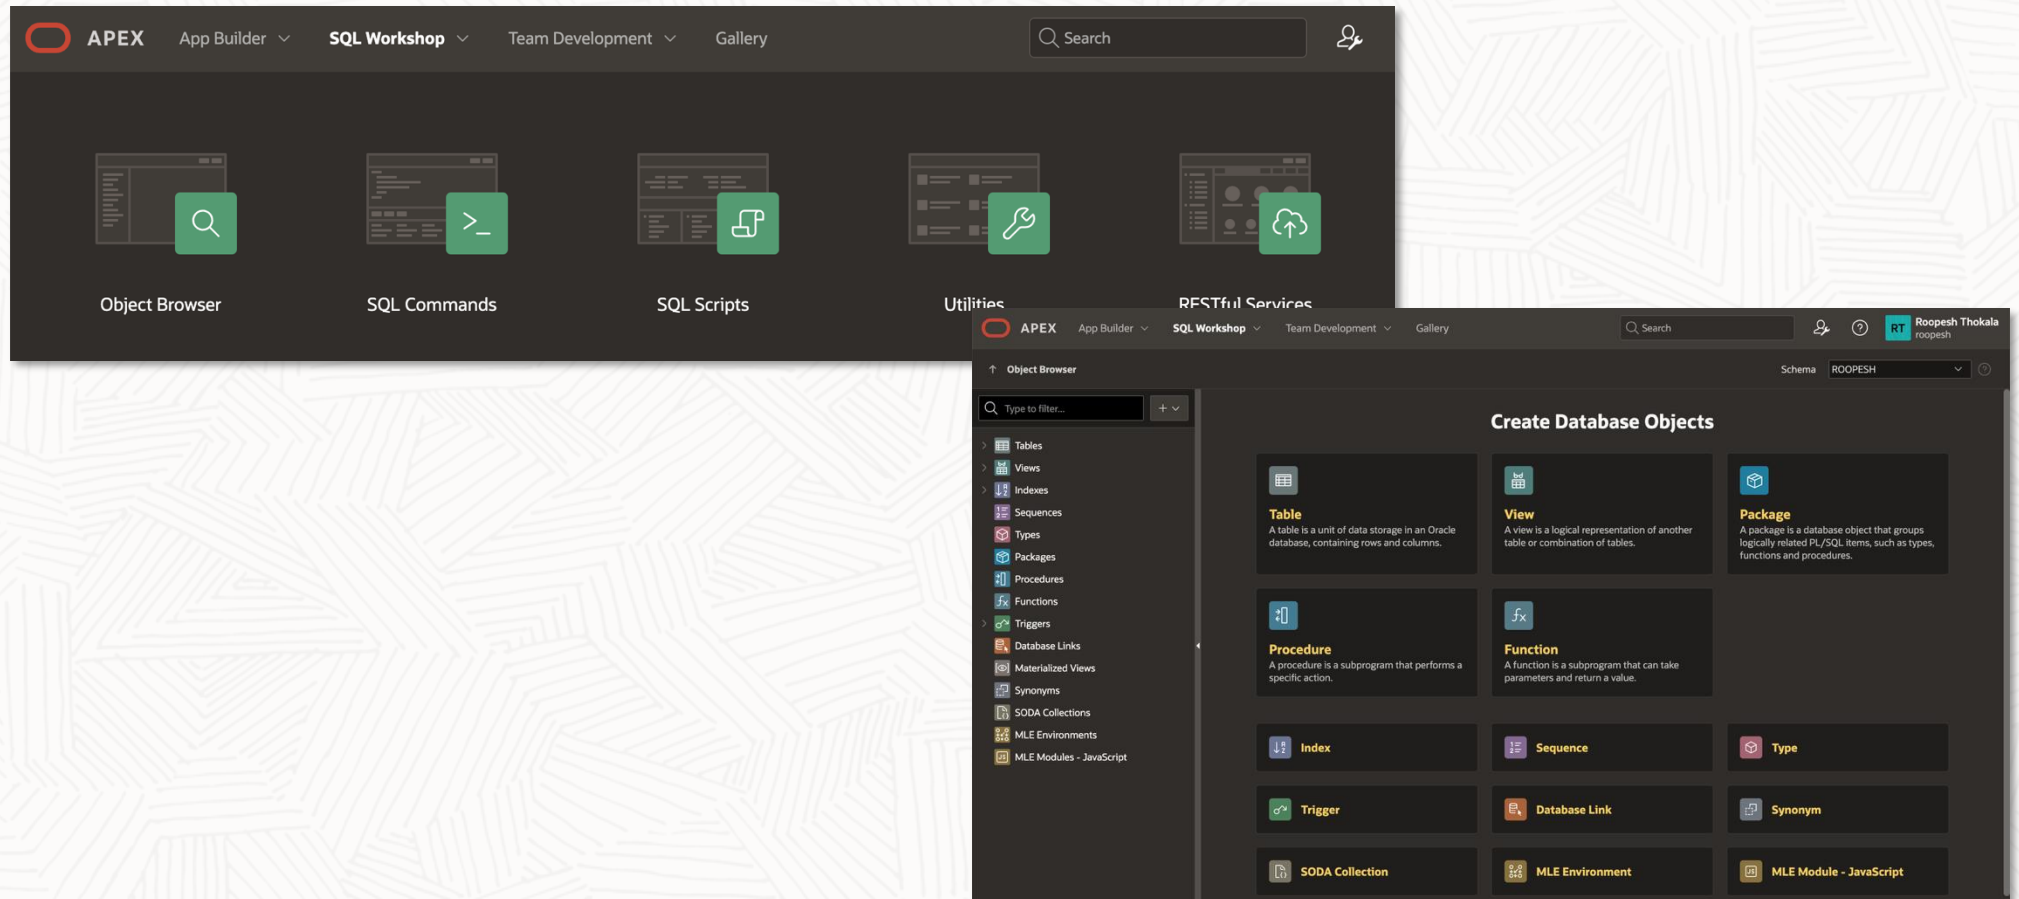 APEX App Builder SQL Workshop Team Development Gallery Search
Object Browser SQL Commands SQL Scripts Utilities RESTful Services
APEX App Builder SQL Workshop Team Development Gallery Search RT Roopesh Thokala
roopesh
Object Browser Schema ROOPESH
Type to filter...
Tables
Views
Indexes
Sequences
Types
Packages
Procedures
Functions
Triggers
Database Links
Materialized Views
Synonyms
SODA Collections
MLE Environments
MLE Modules - JavaScript
Create Database Objects
Table
A table is a unit of data storage in an Oracle
database, containing rows and columns.
View
A view is a logical representation of another
table or combination of tables.
Package
A package is a database object that groups
logically related PL/SQL items, such as types,
functions and procedures.
Procedure
A procedure is a subprogram that performs a
specific action.
Function
A function is a subprogram that can take
parameters and return a value.
Index Sequence Type
Trigger Database Link Synonym
SODA Collection MLE Environment MLE Module - JavaScript